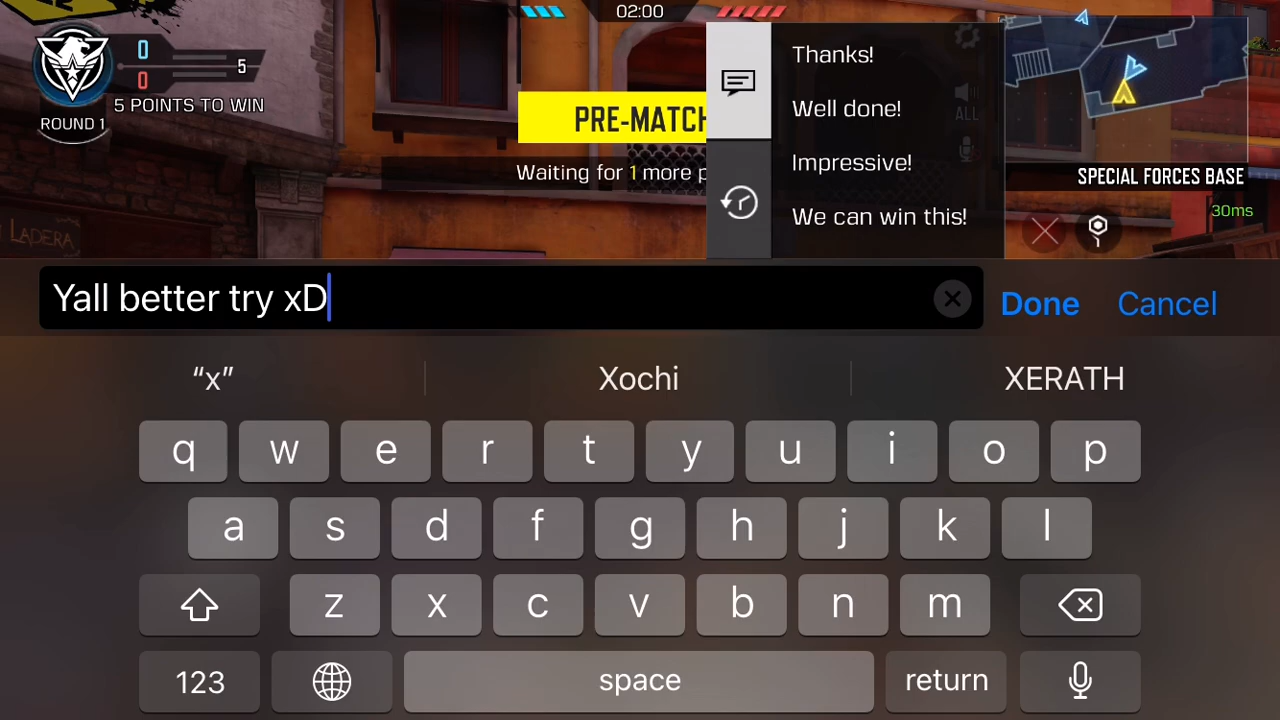 02:00
0
0
5
5 POINTS TO WIN
ROUND 1
PRE-MATCH
Waiting for 1 more p
Thanks!
Well done!
Impressive!
We can win this!
ALL
SPECIAL FORCES BASE
30ms
LADERA
Yall better try xD
Done
Cancel
“x”
Xochi
XERATH
q w e r t y u i o p
a s d f g h j k l
z x c v b n m
123
space
return